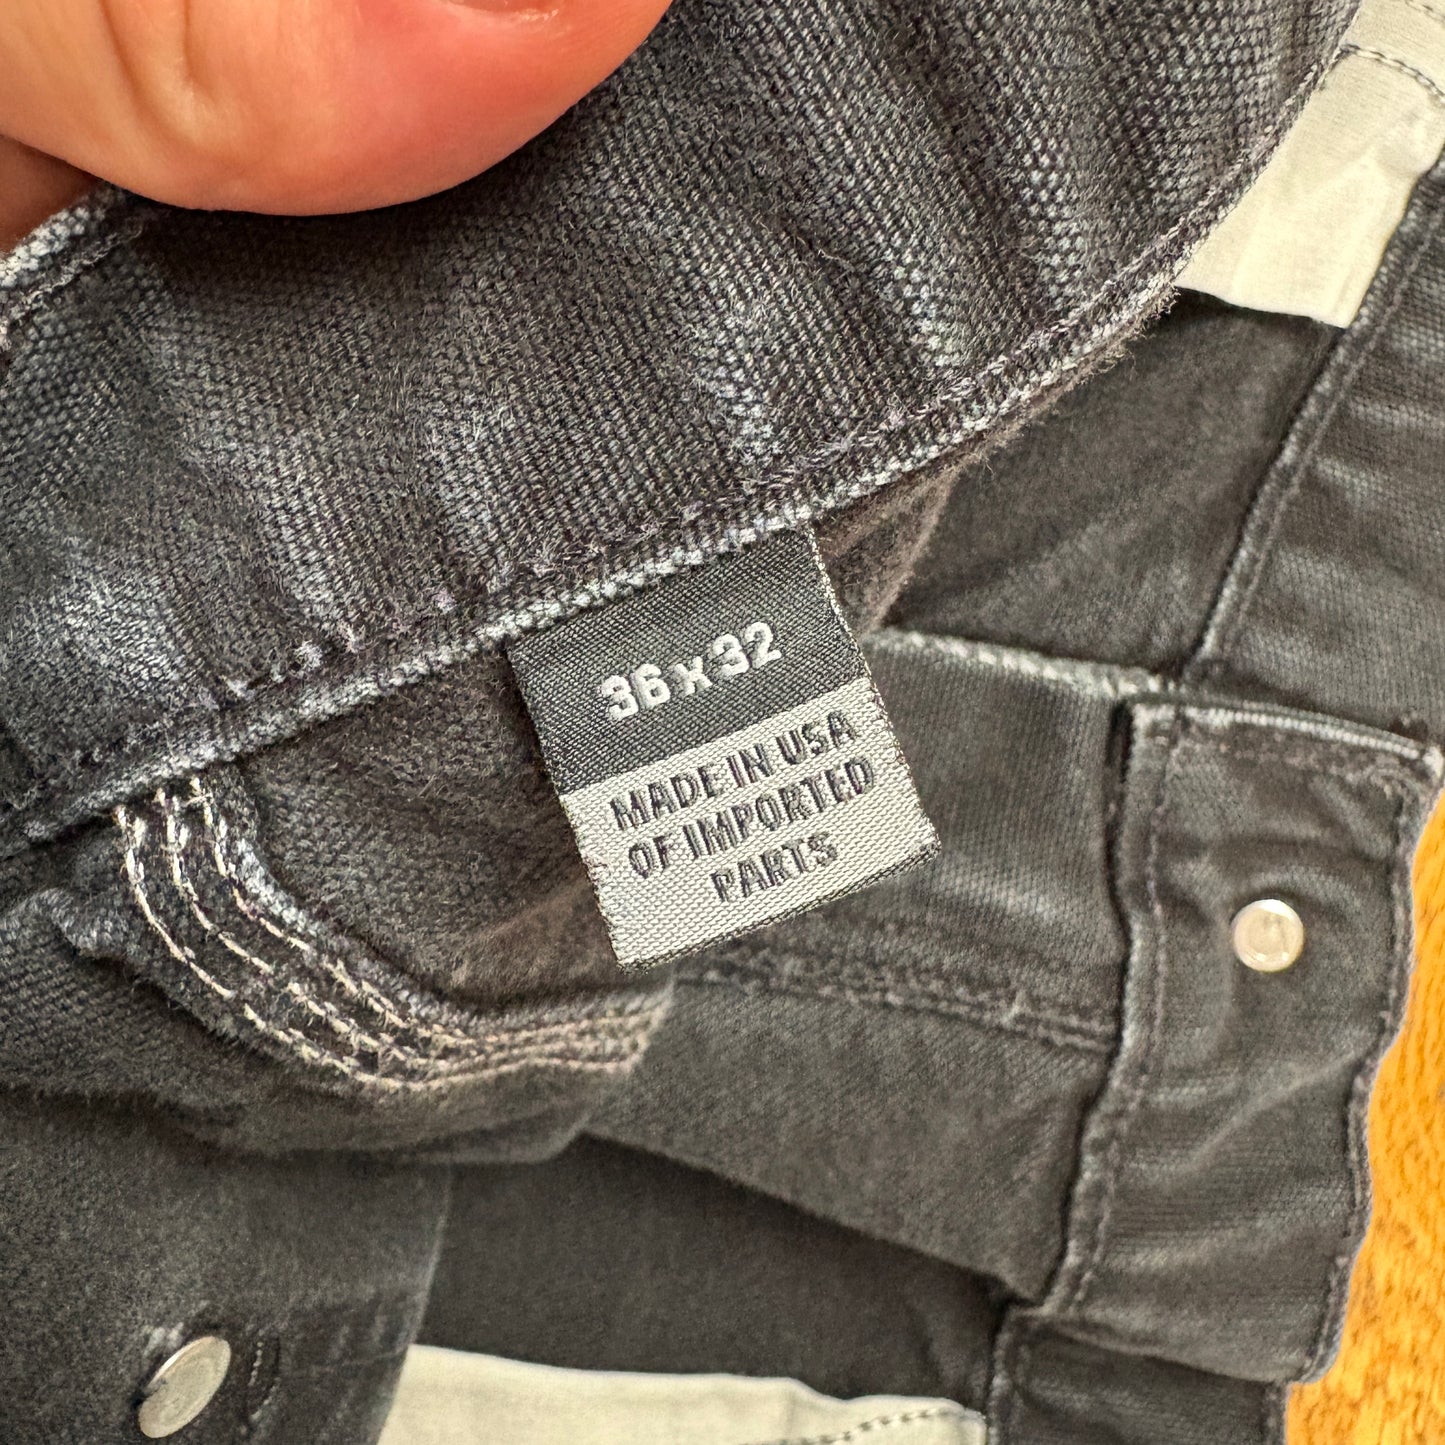 36 x 32
MADE IN USA
OF IMPORTED
PARTS